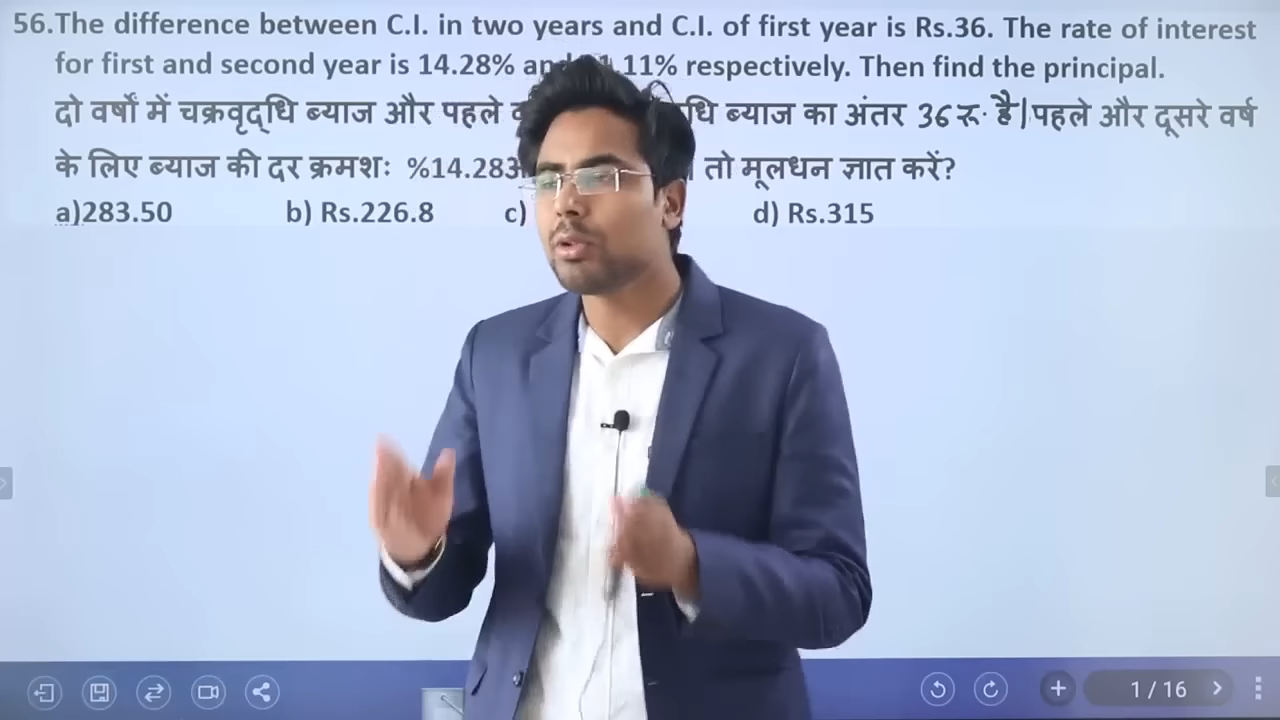 56.The difference between C.I. in two years and C.I. of first year is Rs.36. The rate of interest
for first and second year is 14.28% .11% respectively. Then find the principal.
दो वर्षों में चक्रवृद्धि ब्याज और पहले ब्याज का अंतर 36 रू. है|पहले और दूसरे वर्ष
के लिए ब्याज की दर क्रमशः %14.28 तो मूलधन ज्ञात करें?
a)283.50 b) Rs.226.8 c) d) Rs.315
1 / 16